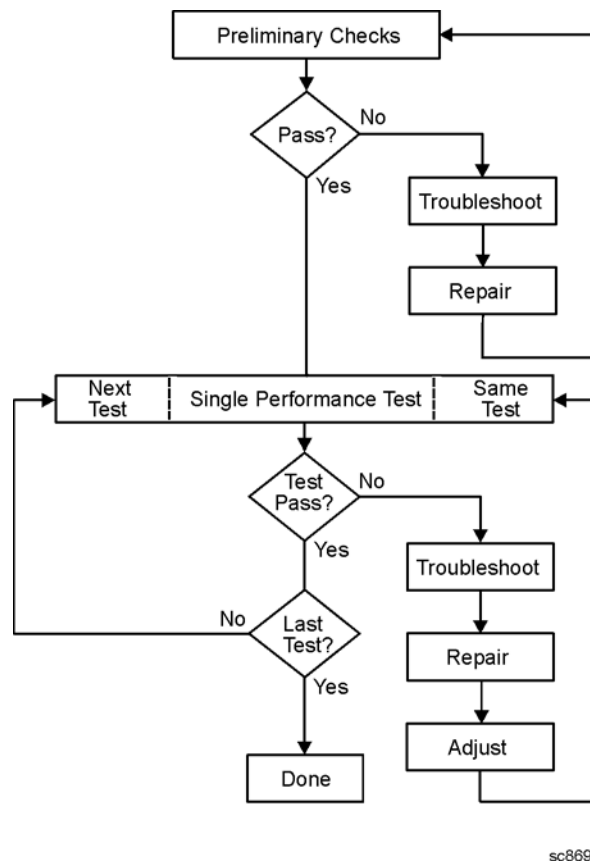 Preliminary Checks
Pass?
No
Yes
Troubleshoot
Repair
Next
Test
Single Performance Test
Same
Test
Test
Pass?
No
Yes
Troubleshoot
No
Last
Test?
Repair
Yes
Adjust
Done
sc869